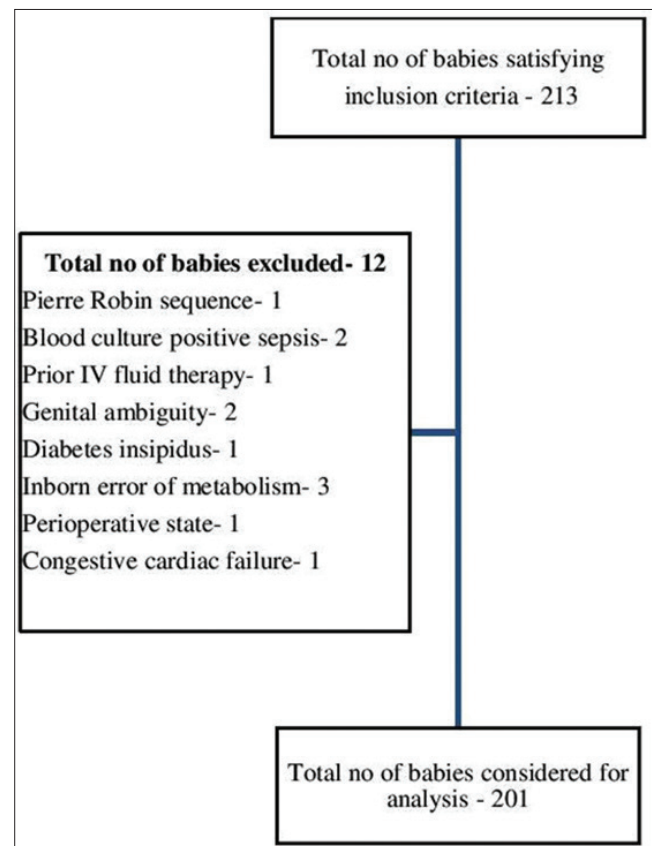 Total no of babies satisfying
inclusion criteria - 213
Total no of babies excluded- 12
Pierre Robin sequence- 1
Blood culture positive sepsis- 2
Prior IV fluid therapy- 1
Genital ambiguity- 2
Diabetes insipidus- 1
Inborn error of metabolism- 3
Perioperative state- 1
Congestive cardiac failure- 1
Total no of babies considered for
analysis - 201